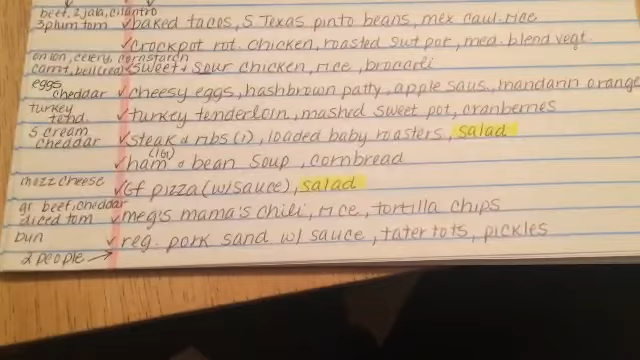 beef, 2 jala, cilantro
3 plum tom ✓baked tacos, S. Texas pinto beans, mex caul. rice
✓crockpot rot. chicken, roasted swt pot, med. blend vegt.
onion, celery, cornstarch
carrot, bell(red) ✓sweet + sour chicken, rice, brocorli
eggs
cheddar ✓cheesy eggs, hashbrown patty, apple saus, mandarin orange
turkey
tend. ✓turkey tenderloin, mashed sweet pot, cranberries
s cream
cheddar ✓steak & ribs (1), loaded baby roasters, salad
✓ham (1st) & bean soup, cornbread
mozz cheese ✓Gf pizza (w/sauce), salad
gr beef, cheddar
diced tom ✓meg's mama's chili, rice, tortilla chips
bun ✓reg. pork sand w/ sauce, tater tots, pickles
2 people →